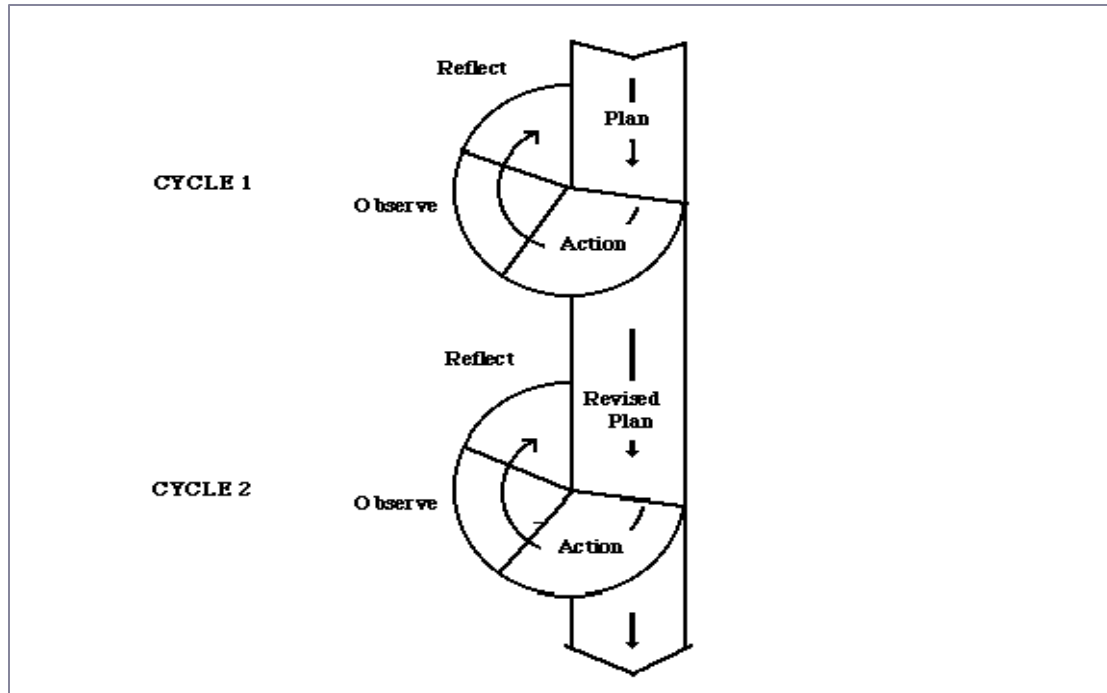 Reflect
Plan
CYCLE 1
Observe
Action
Reflect
Revised
Plan
CYCLE 2
Observe
Action